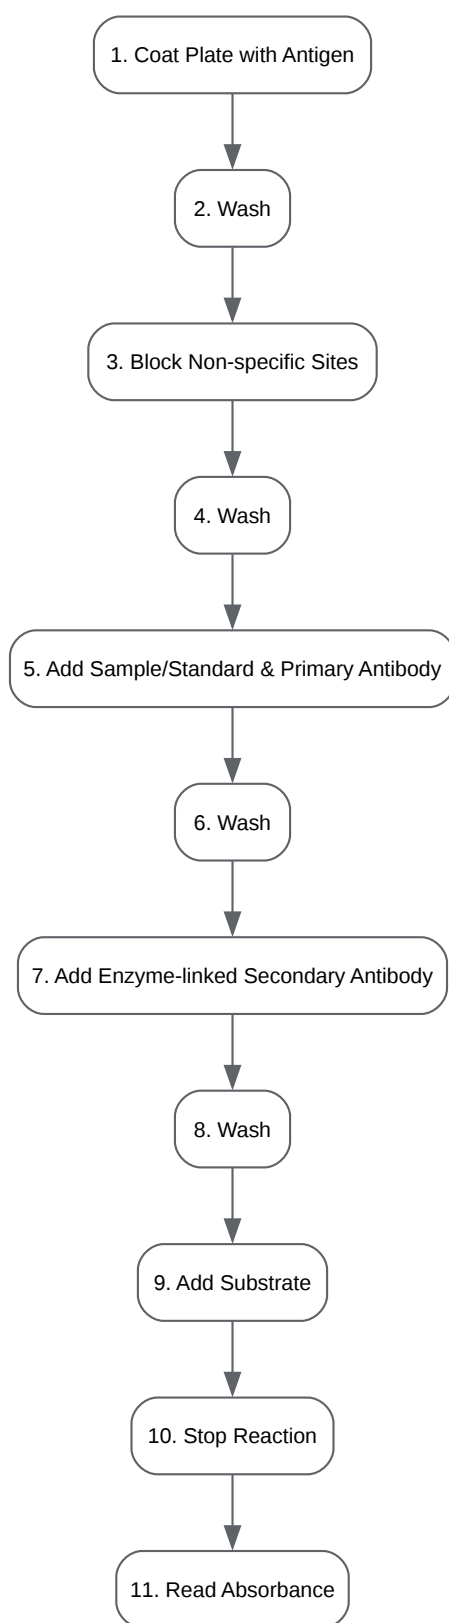 1. Coat Plate with Antigen
2. Wash
3. Block Non-specific Sites
4. Wash
5. Add Sample/Standard & Primary Antibody
6. Wash
7. Add Enzyme-linked Secondary Antibody
8. Wash
9. Add Substrate
10. Stop Reaction
11. Read Absorbance